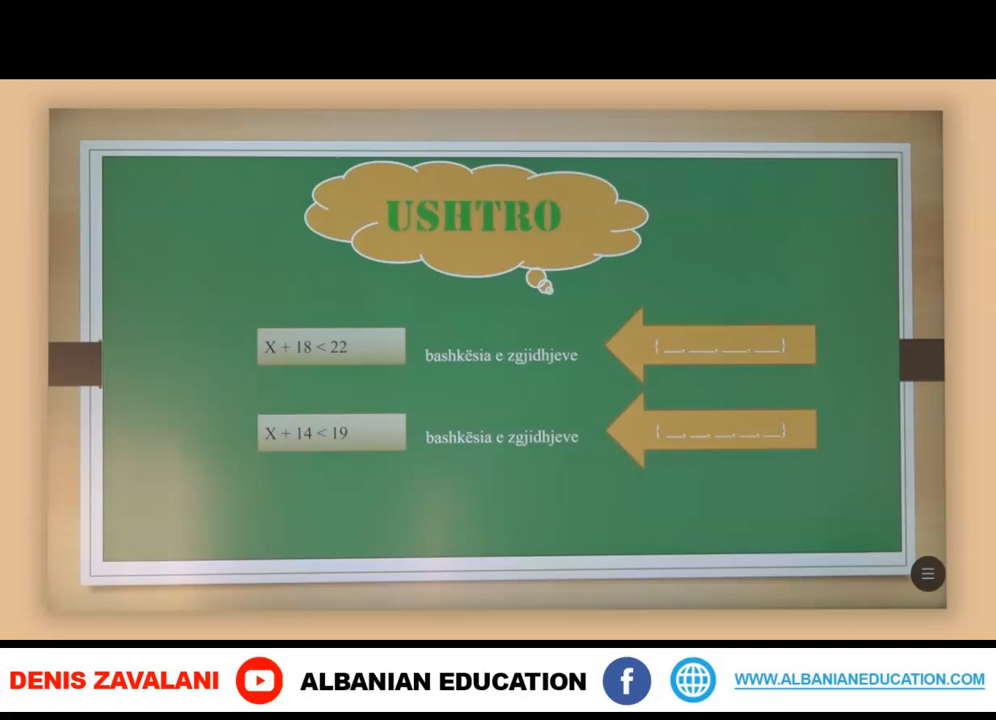 USHTRO
X + 18 < 22
bashkësia e zgjidhjeve
{ __, __, __, __}
X + 14 < 19
bashkësia e zgjidhjeve
{ __, __, __, __, __}
DENIS ZAVALANI
ALBANIAN EDUCATION
f
WWW.ALBANIANEDUCATION.COM